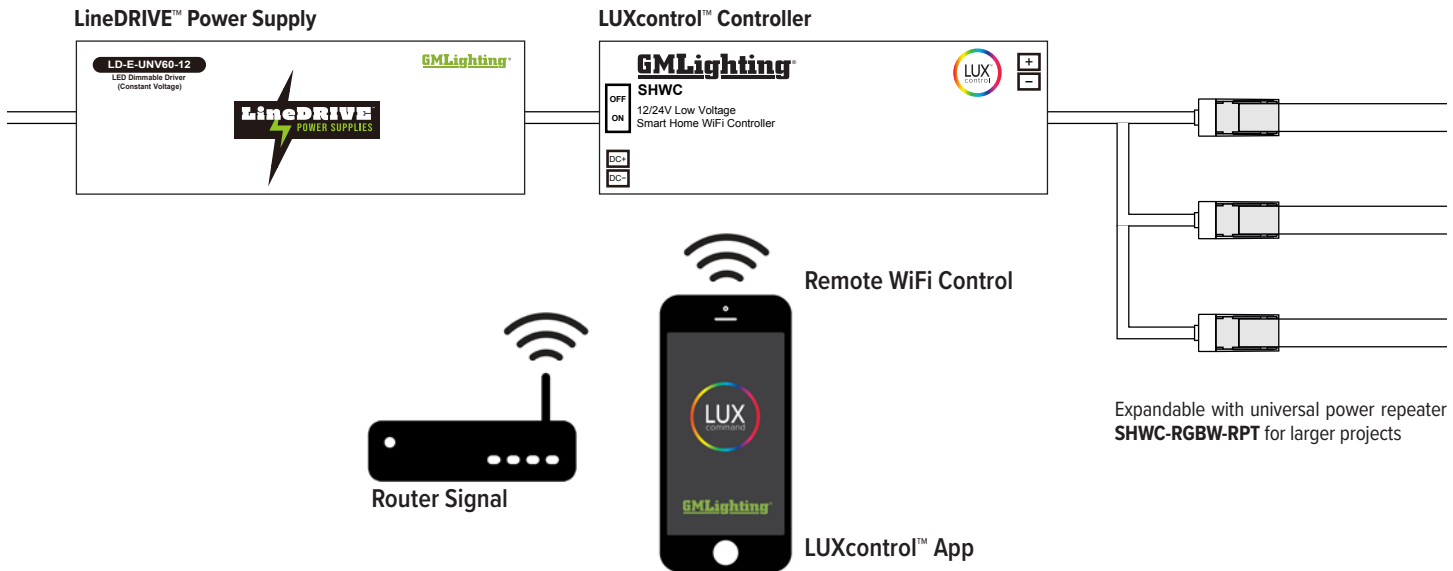 LineDRIVE™ Power Supply
LD-E-UNV60-12
LED Dimmable Driver
(Constant Voltage)
GMLighting®
LineDRIVE™
POWER SUPPLIES
LUXcontrol™ Controller
GMLighting®
SHWC
12/24V Low Voltage
Smart Home WiFi Controller
OFF
ON
DC+
DC−
LUX
control
+
−
Remote WiFi Control
Router Signal
LUX
command
GMLighting®
LUXcontrol™ App
Expandable with universal power repeater
SHWC-RGBW-RPT for larger projects